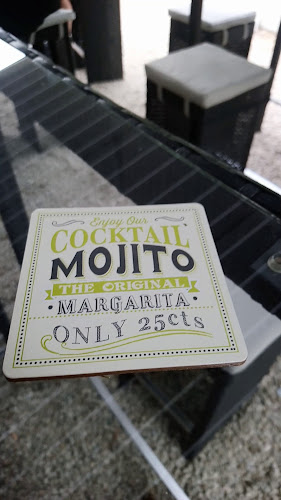 Enjoy Our
COCKTAIL
MOJITO
THE ORIGINAL
• MARGARITA •
ONLY 25cts